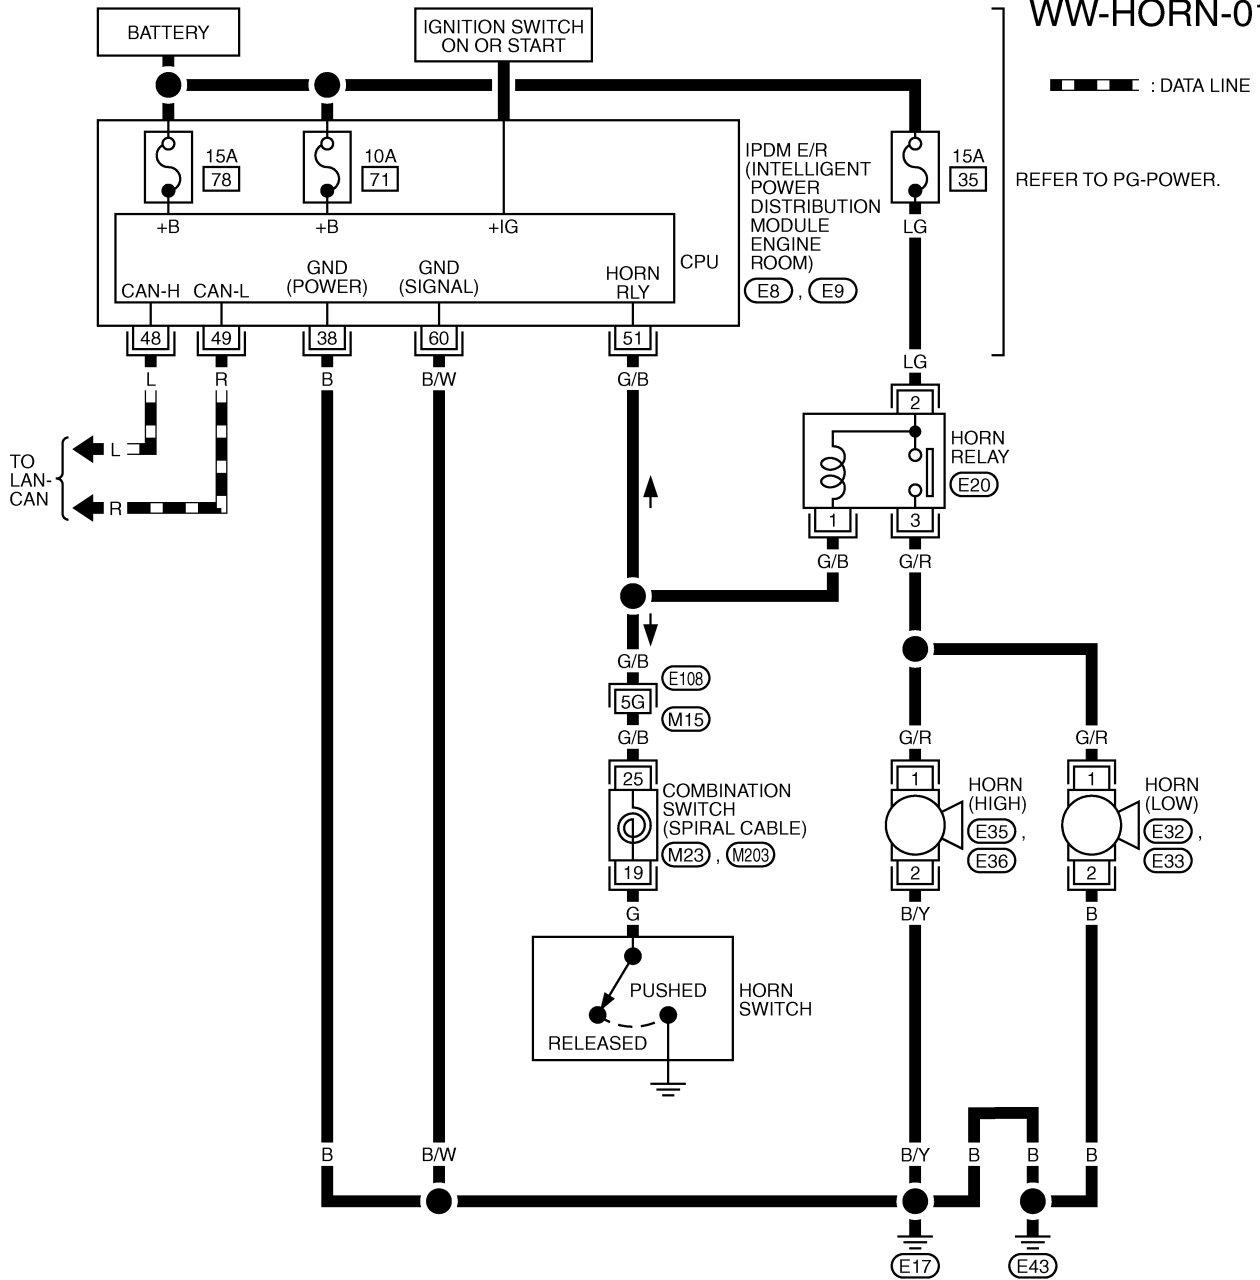 WW-HORN-01
BATTERY
IGNITION SWITCH
ON OR START
: DATA LINE
15A
78
10A
71
15A
35
REFER TO PG-POWER.
IPDM E/R
(INTELLIGENT
POWER
DISTRIBUTION
MODULE
ENGINE
ROOM)
E8 , E9
+B
+B
+IG
LG
CPU
CAN-H
CAN-L
GND
(POWER)
GND
(SIGNAL)
HORN
RLY
48
49
38
60
51
L
R
B
B/W
G/B
LG
2
HORN
RELAY
E20
1
3
G/B
G/R
TO
LAN-
CAN
L
R
G/B
E108
5G
M15
G/B
25
COMBINATION
SWITCH
(SPIRAL CABLE)
M23 , M203
19
G
G/R
G/R
1
HORN
(HIGH)
E35 ,
E36
2
B/Y
1
HORN
(LOW)
E32 ,
E33
2
B
PUSHED
RELEASED
HORN
SWITCH
B
B/W
B/Y
B
B
B
E17
E43